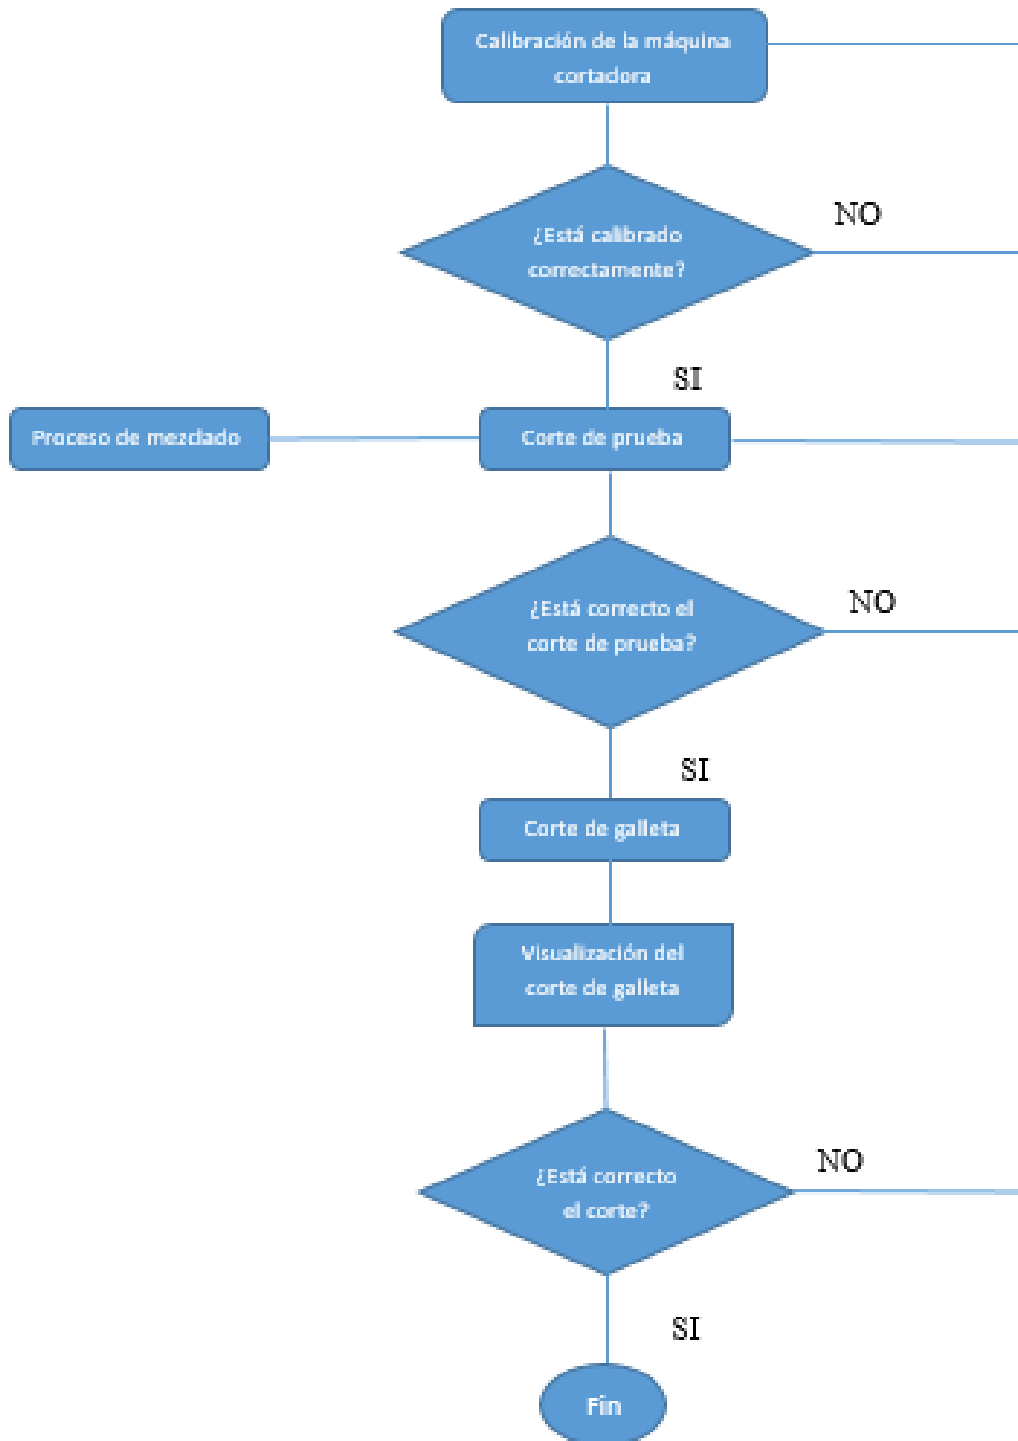 Calibración de la máquina
cortadora
¿Está calibrado
correctamente?
NO
SI
Proceso de mezclado
Corte de prueba
¿Está correcto el
corte de prueba?
NO
SI
Corte de galleta
Visualización del
corte de galleta
¿Está correcto
el corte?
NO
SI
Fin